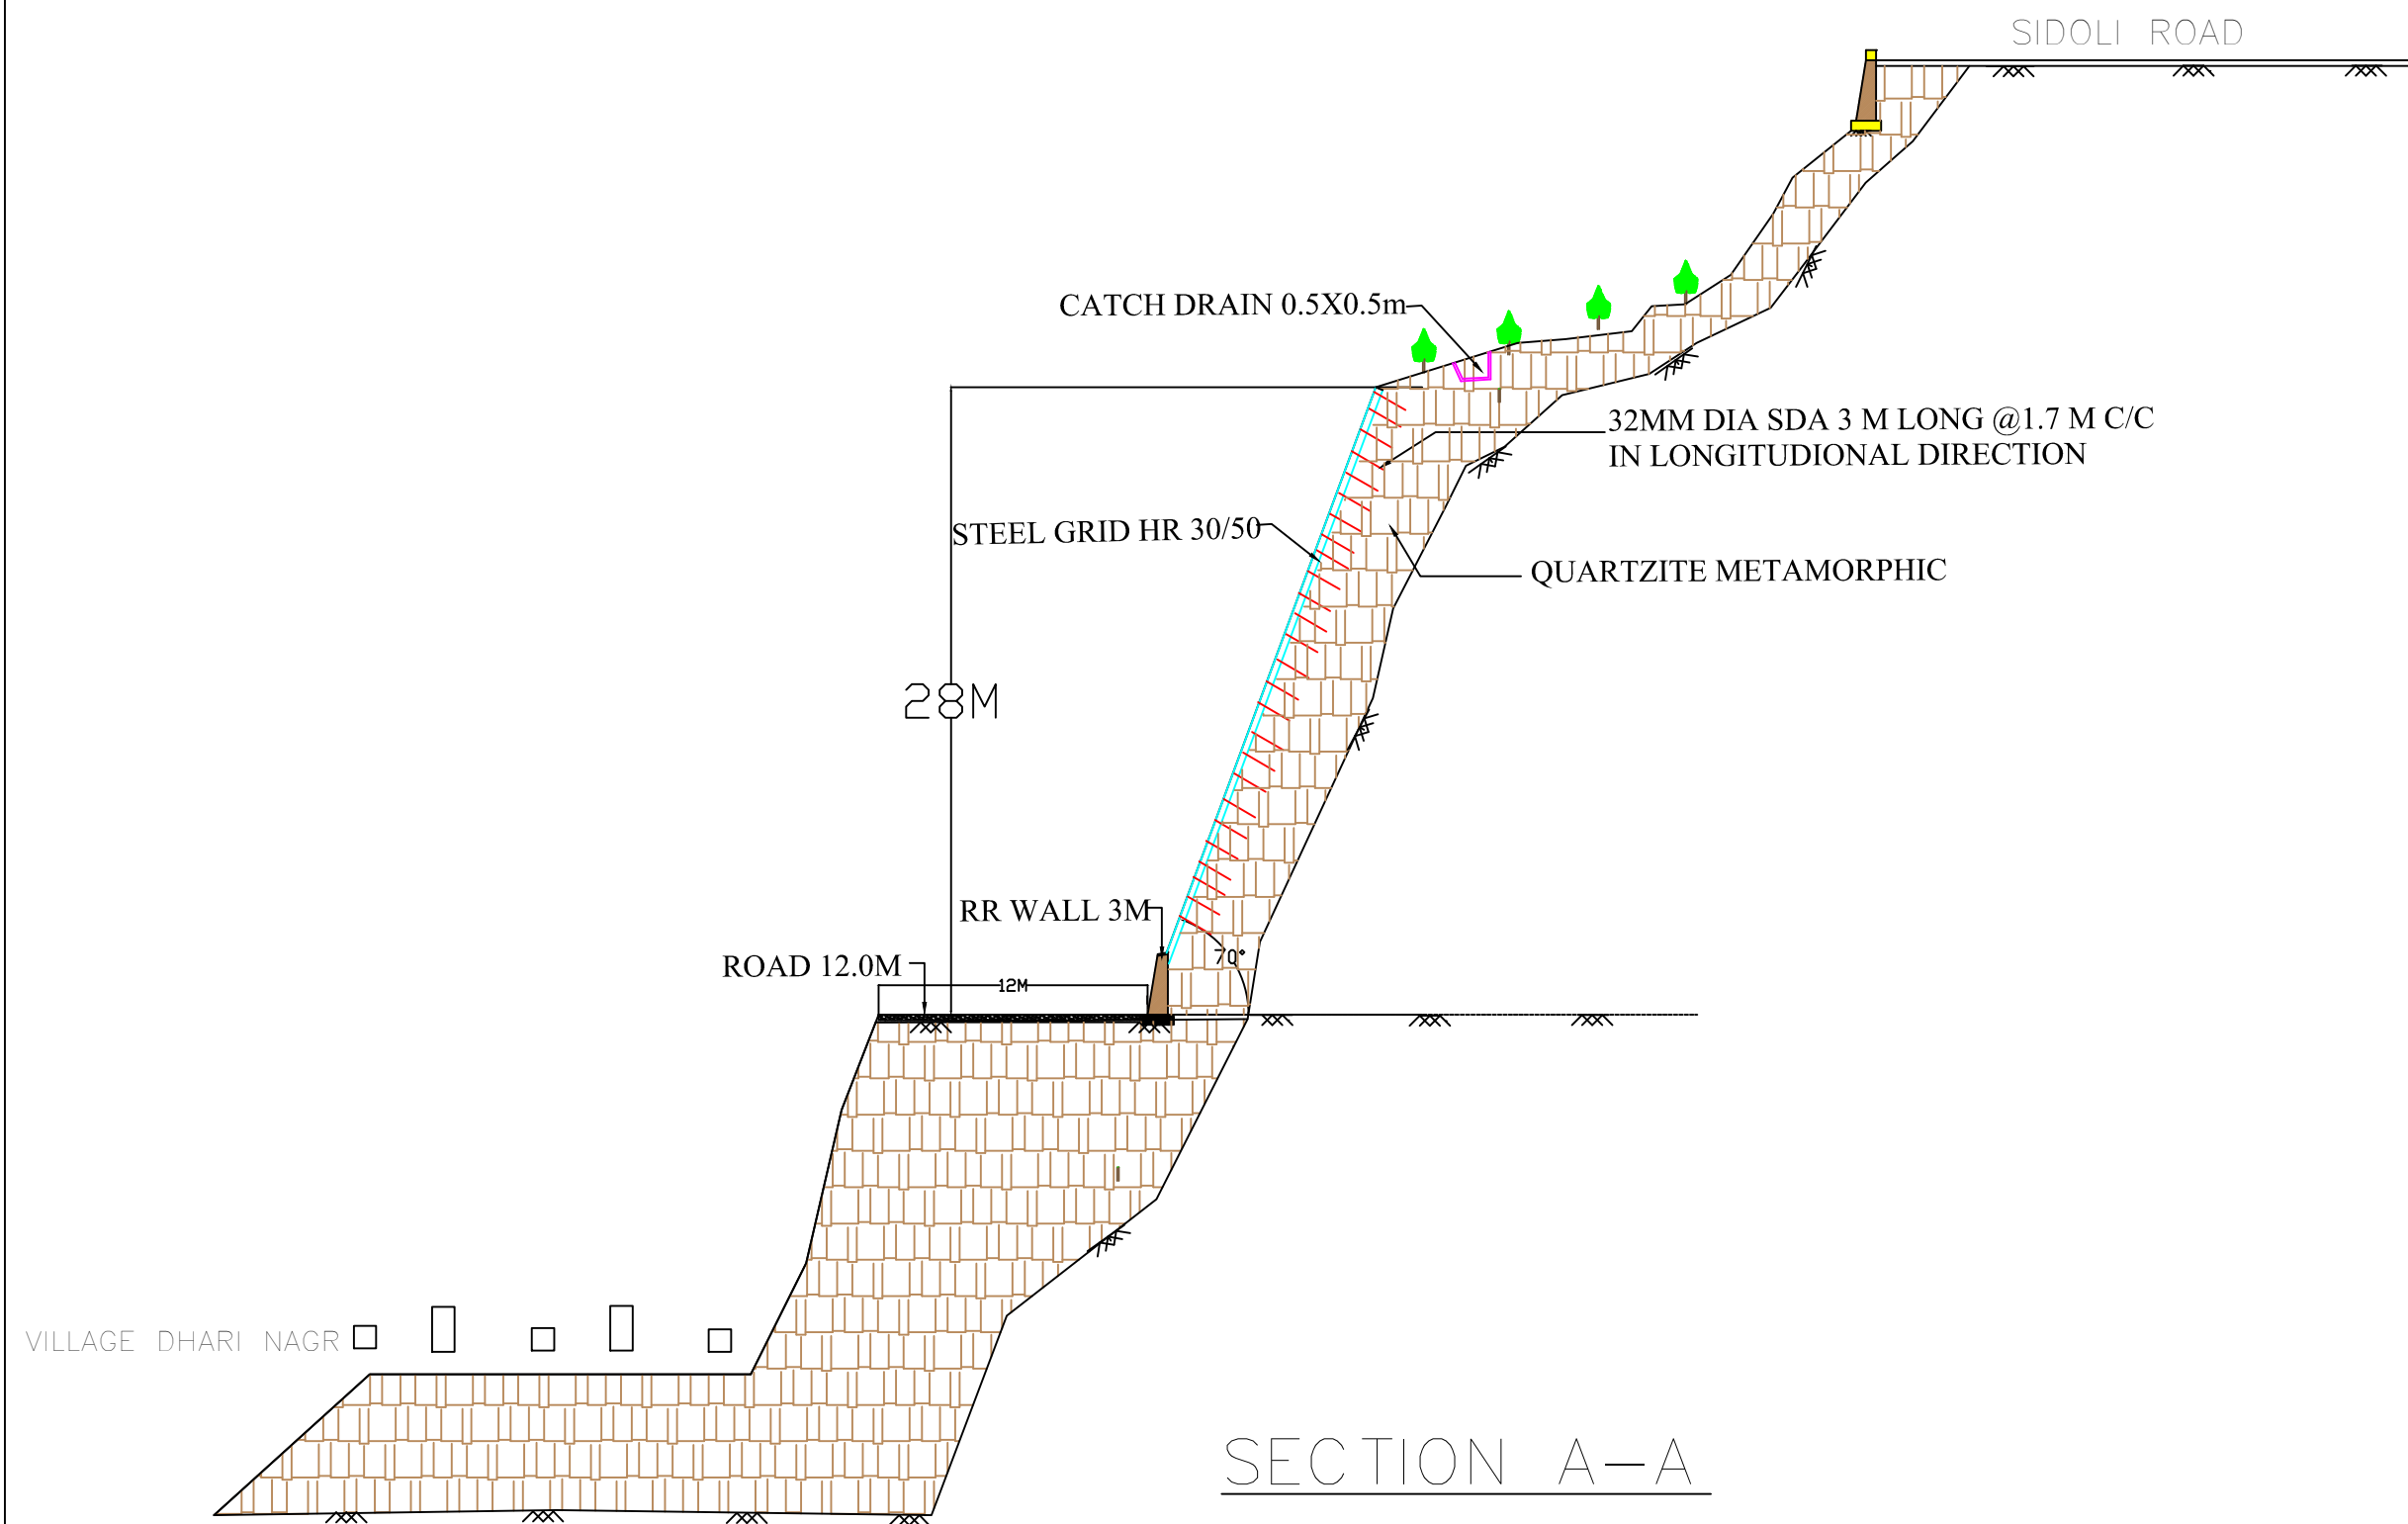 SIDOLI ROAD
CATCH DRAIN 0.5X0.5m
32MM DIA SDA 3 M LONG @1.7 M C/C
IN LONGITUDIONAL DIRECTION
STEEL GRID HR 30/50
QUARTZITE METAMORPHIC
28M
RR WALL 3M
70°
ROAD 12.0M
12M
VILLAGE DHARI NAGR
SECTION A-A